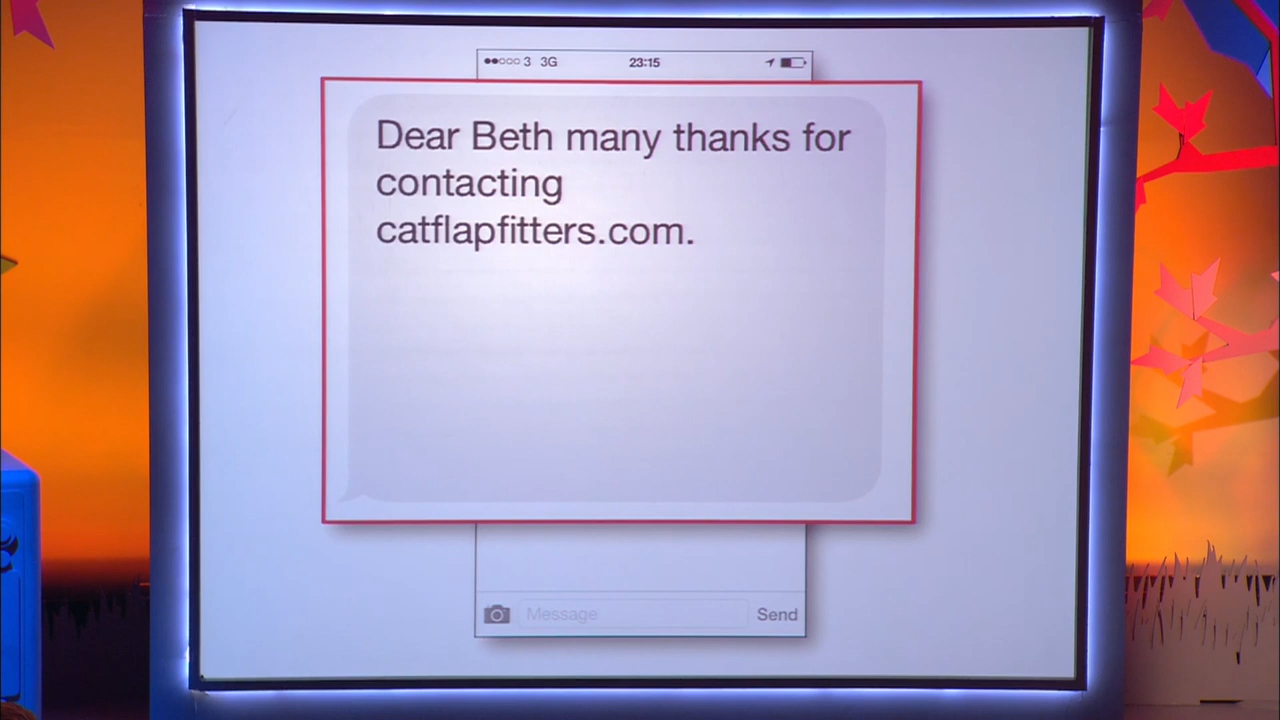 3 3G 23:15
Dear Beth many thanks for
contacting
catflapfitters.com.
Message Send